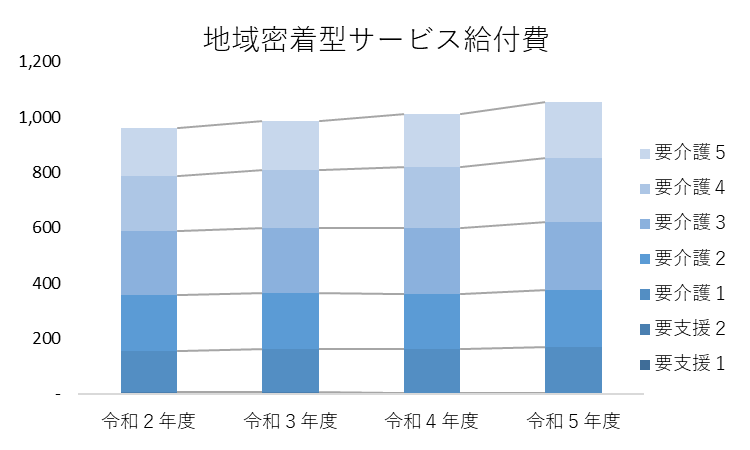 地域密着型サービス給付費
1,200
1,000
800
600
400
200
-
令和２年度
令和３年度
令和４年度
令和５年度
要介護５
要介護４
要介護３
要介護２
要介護１
要支援２
要支援１